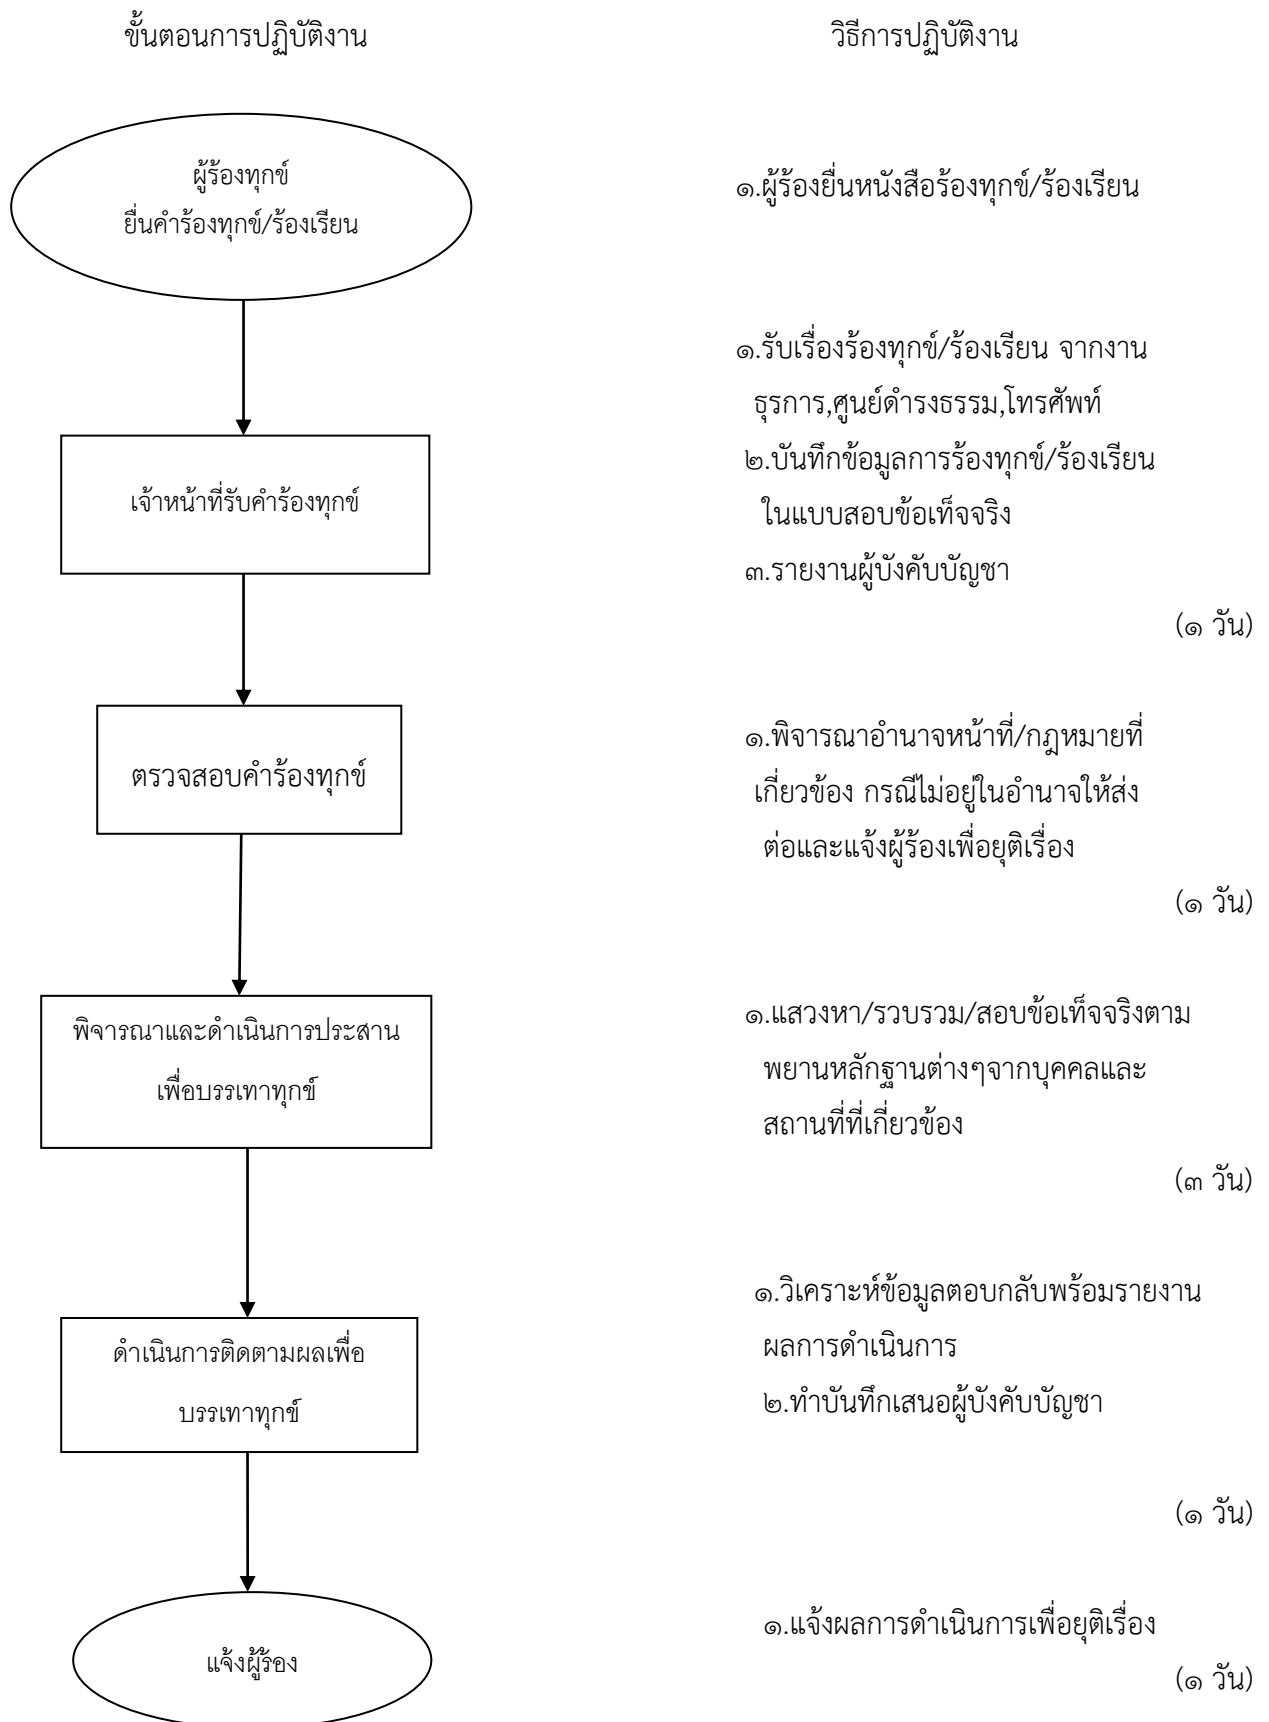 ขั้นตอนการปฏิบัติงาน
วิธีการปฏิบัติงาน
ผู้ร้องทุกข์
ยื่นคำร้องทุกข์/ร้องเรียน
๑.ผู้ร้องยื่นหนังสือร้องทุกข์/ร้องเรียน
เจ้าหน้าที่รับคำร้องทุกข์
๑.รับเรื่องร้องทุกข์/ร้องเรียน จากงาน
ธุรการ,ศูนย์ดำรงธรรม,โทรศัพท์
๒.บันทึกข้อมูลการร้องทุกข์/ร้องเรียน
ในแบบสอบข้อเท็จจริง
๓.รายงานผู้บังคับบัญชา
(๑ วัน)
ตรวจสอบคำร้องทุกข์
๑.พิจารณาอำนาจหน้าที่/กฎหมายที่
เกี่ยวข้อง กรณีไม่อยู่ในอำนาจให้ส่ง
ต่อและแจ้งผู้ร้องเพื่อยุติเรื่อง
(๑ วัน)
พิจารณาและดำเนินการประสาน
เพื่อบรรเทาทุกข์
๑.แสวงหา/รวบรวม/สอบข้อเท็จจริงตาม
พยานหลักฐานต่างๆจากบุคคลและ
สถานที่ที่เกี่ยวข้อง
(๓ วัน)
ดำเนินการติดตามผลเพื่อ
บรรเทาทุกข์
๑.วิเคราะห์ข้อมูลตอบกลับพร้อมรายงาน
ผลการดำเนินการ
๒.ทำบันทึกเสนอผู้บังคับบัญชา
(๑ วัน)
แจ้งผู้ร้อง
๑.แจ้งผลการดำเนินการเพื่อยุติเรื่อง
(๑ วัน)